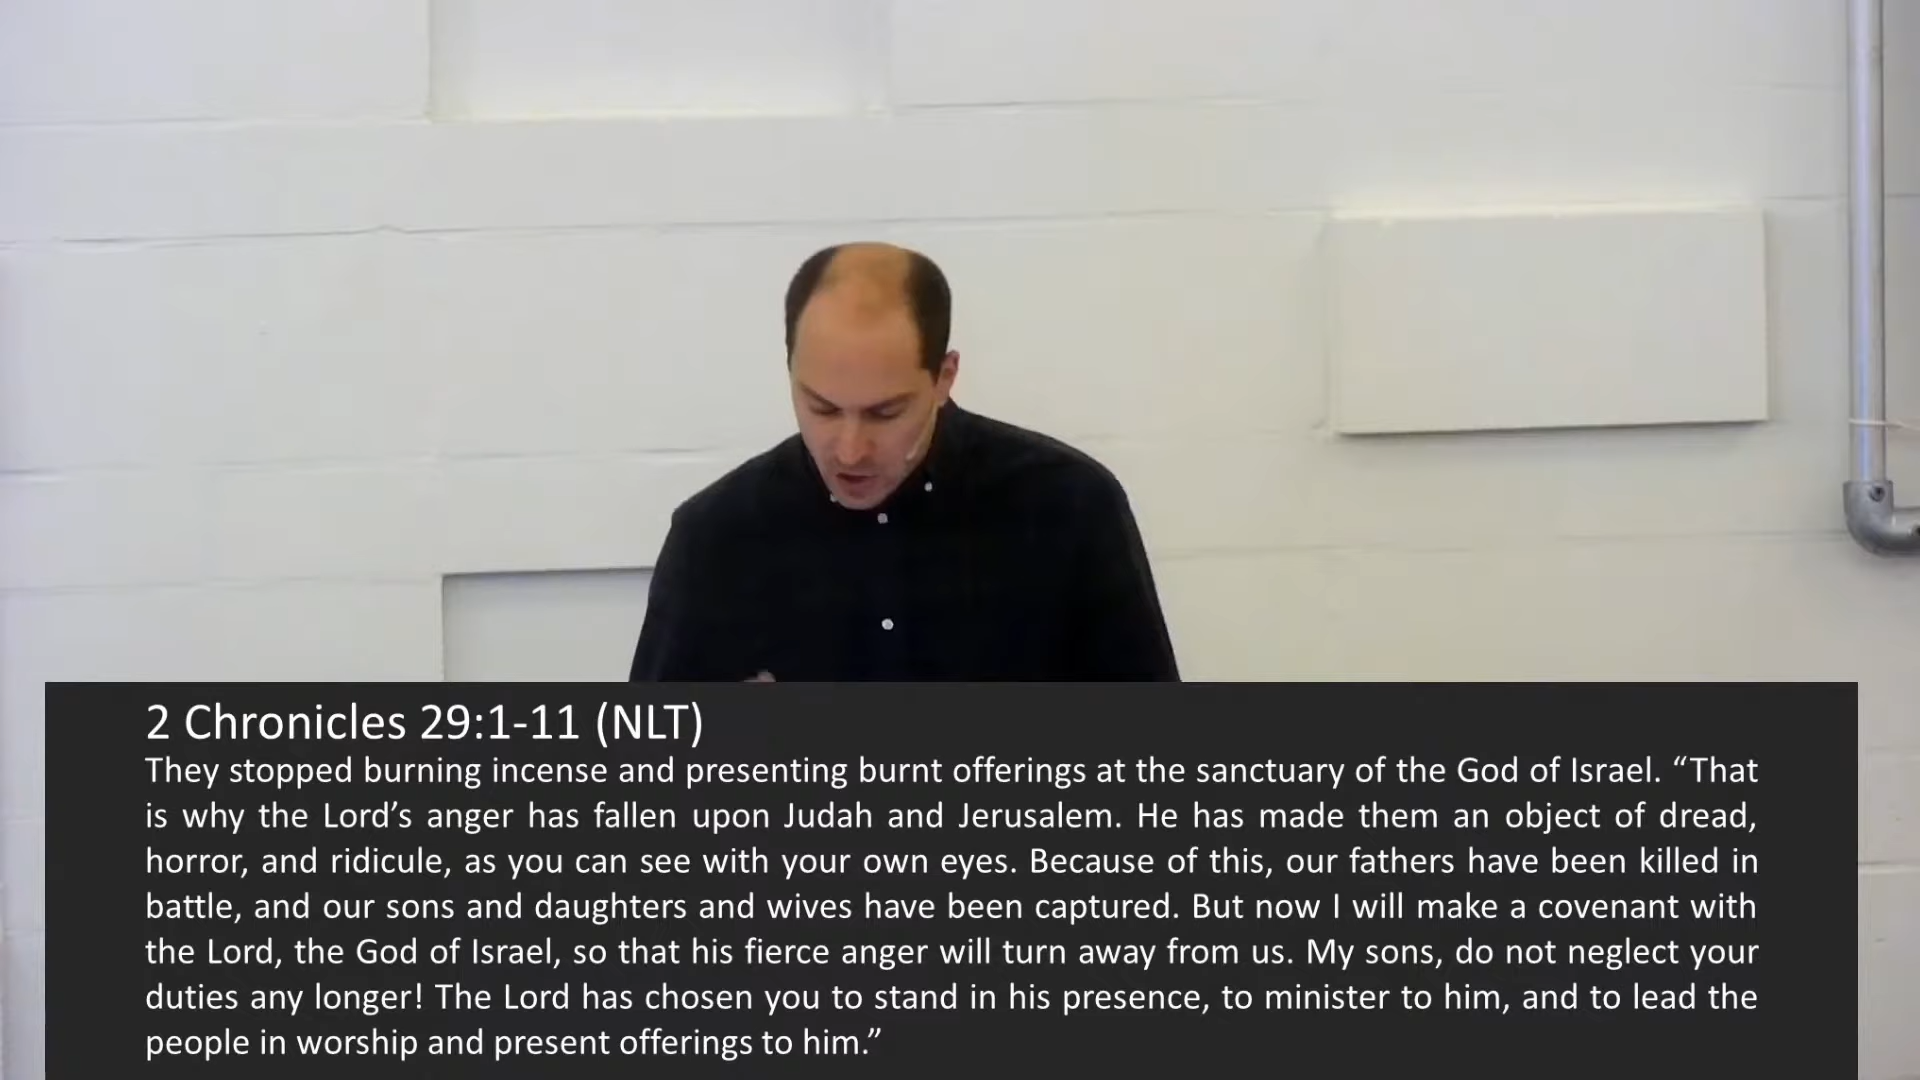 2 Chronicles 29:1-11 (NLT)
They stopped burning incense and presenting burnt offerings at the sanctuary of the God of Israel. “That
is why the Lord’s anger has fallen upon Judah and Jerusalem. He has made them an object of dread,
horror, and ridicule, as you can see with your own eyes. Because of this, our fathers have been killed in
battle, and our sons and daughters and wives have been captured. But now I will make a covenant with
the Lord, the God of Israel, so that his fierce anger will turn away from us. My sons, do not neglect your
duties any longer! The Lord has chosen you to stand in his presence, to minister to him, and to lead the
people in worship and present offerings to him.”